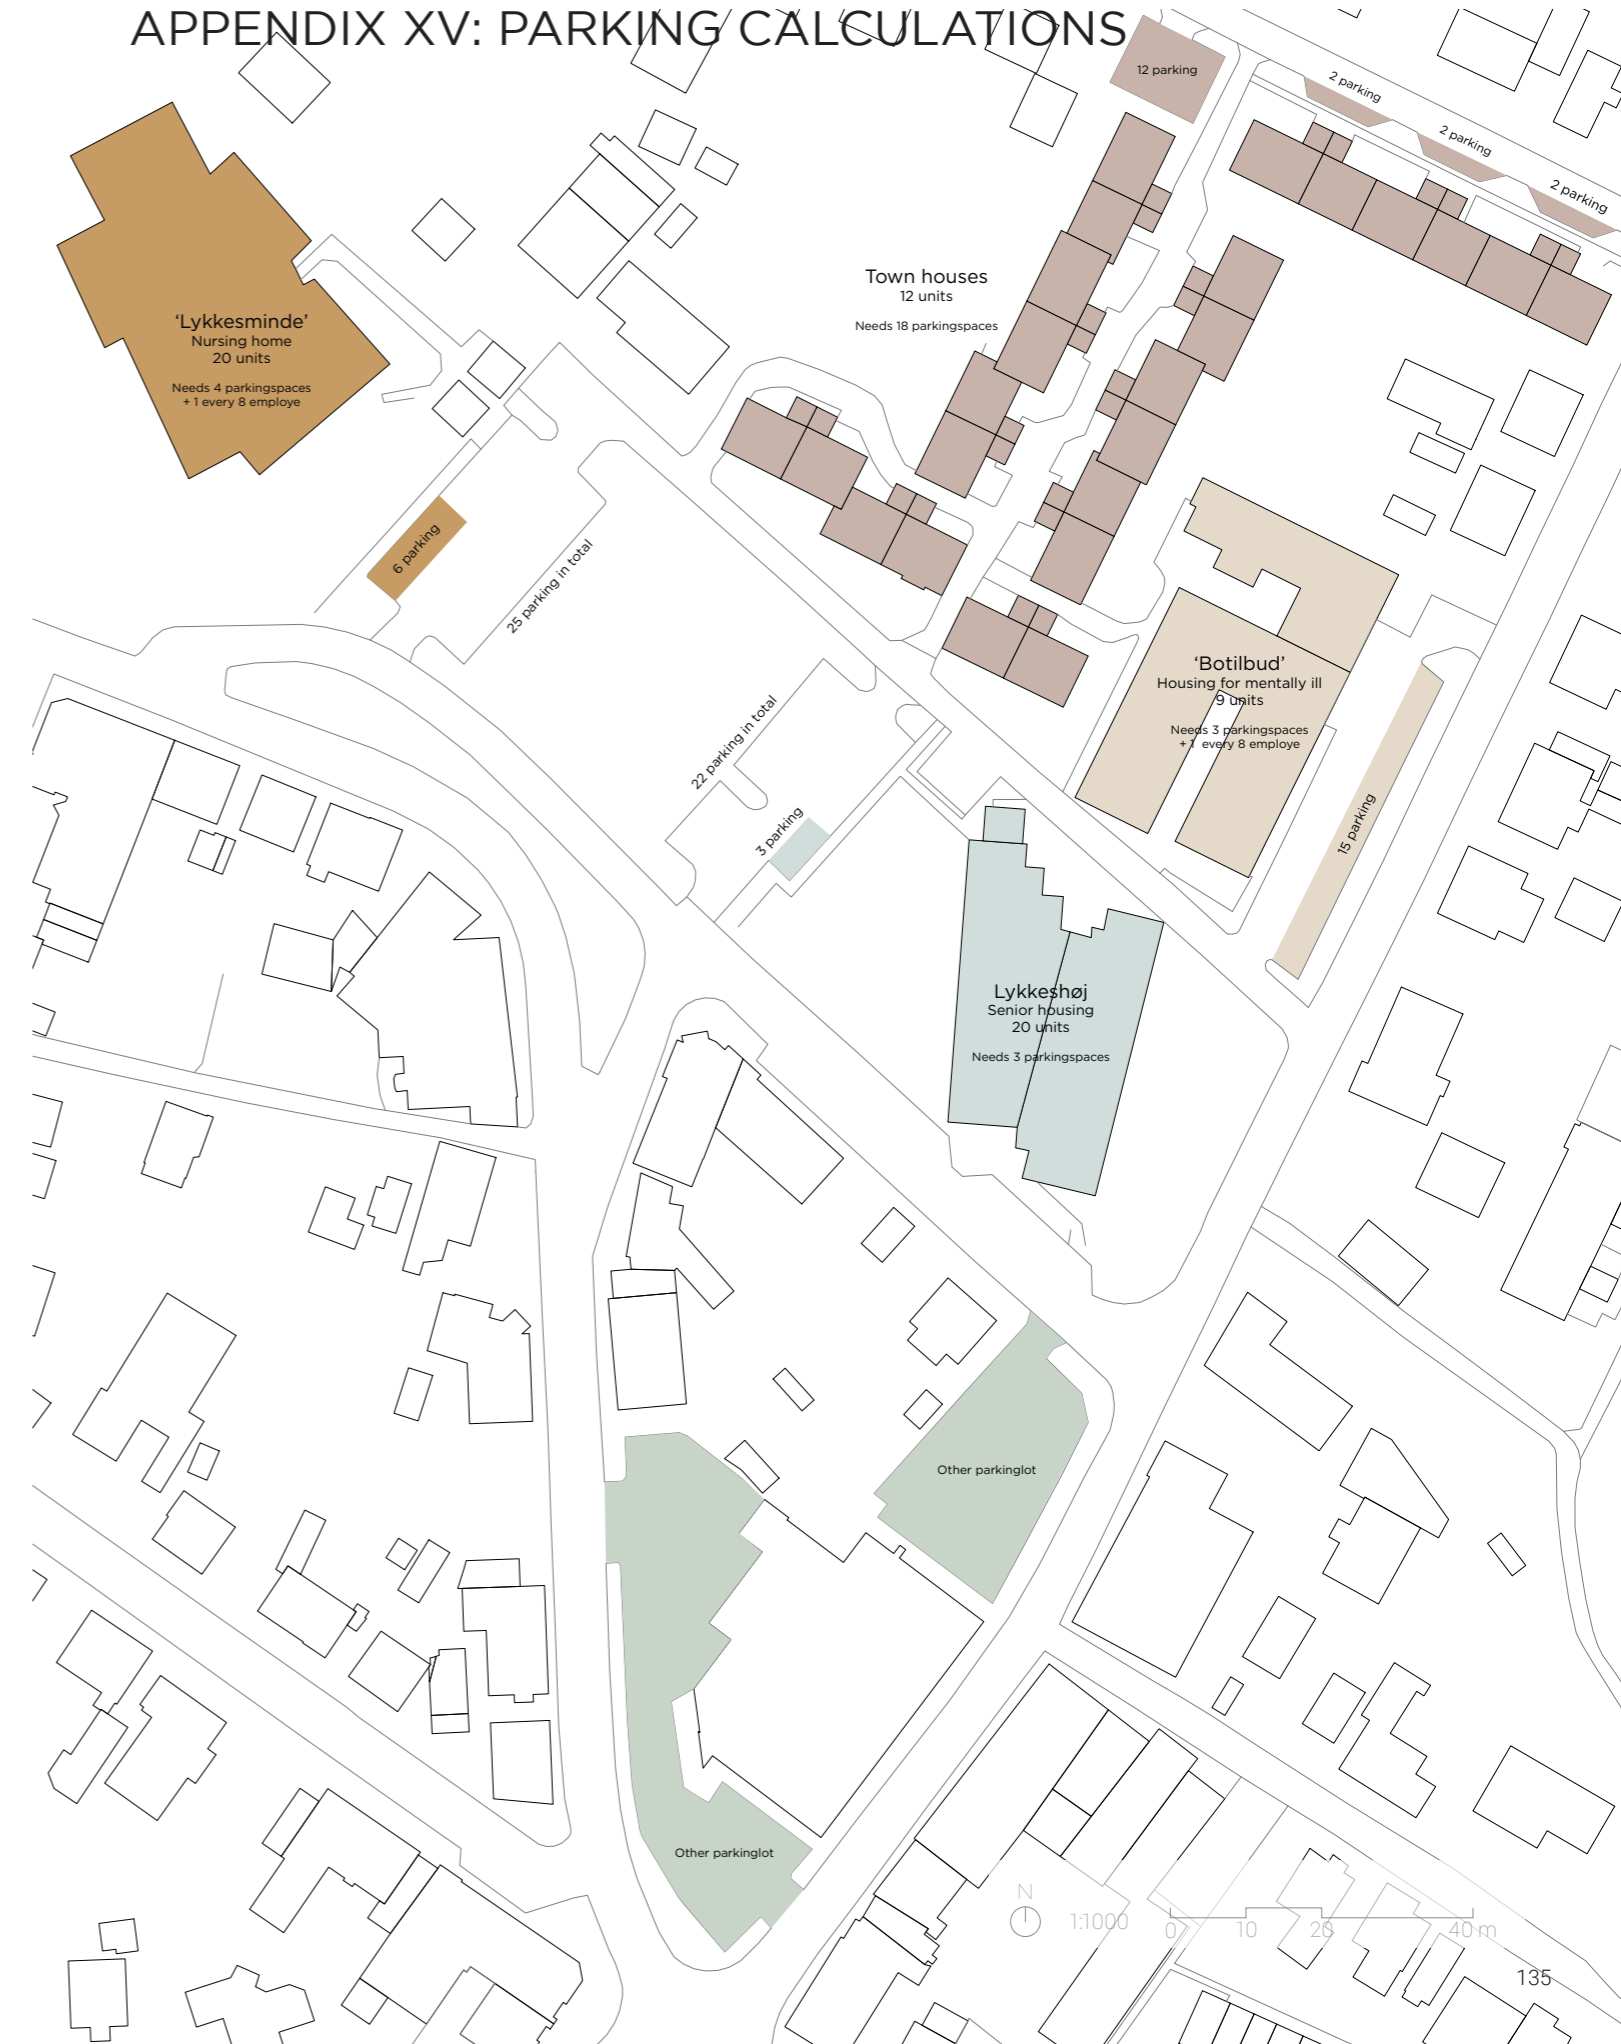 APPENDIX XV: PARKING CALCULATIONS
12 parking
2 parking
2 parking
2 parking
Town houses
12 units
Needs 18 parkingspaces
‘Lykkesminde’
Nursing home
20 units
Needs 4 parkingspaces
+ 1 every 8 employe
6 parking
25 parking in total
22 parking in total
3 parking
‘Botilbud’
Housing for mentally ill
9 units
Needs 3 parkingspaces
+ 1 every 8 employe
15 parking
Lykkeshøj
Senior housing
20 units
Needs 3 parkingspaces
Other parkinglot
Other parkinglot
N
1:1000
0 10 20 40 m
135